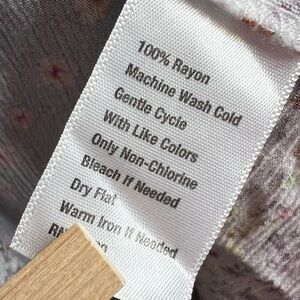 100% Rayon
Machine Wash Cold
Gentle Cycle
With Like Colors
Only Non-Chlorine
Bleach If Needed
Dry Flat
Warm Iron If Needed